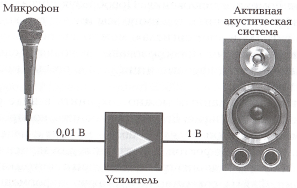 Микрофон
Активная
акустическая
система
0,01 В
1 В
Усилитель